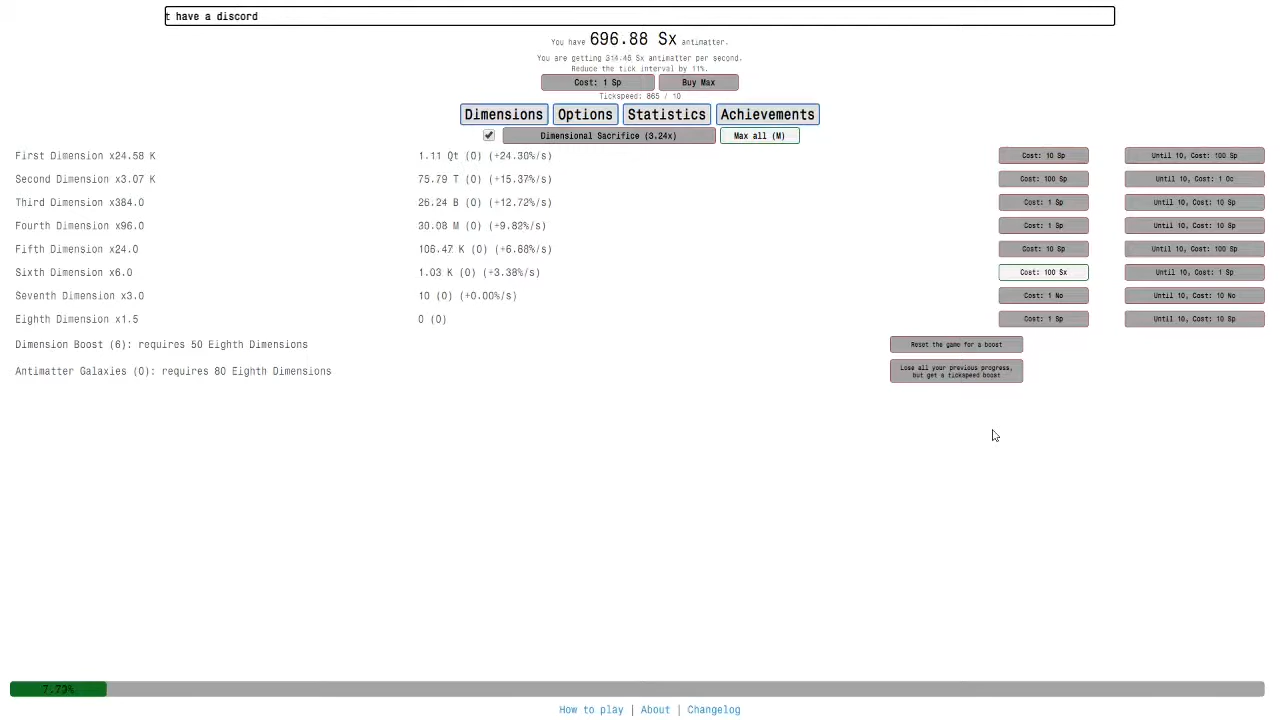 t have a discord
You have 696.88 Sx antimatter.
You are getting 314.45 Sx antimatter per second.
Reduce the tick interval by 11%.
Cost: 1 Sp Buy Max
Tickspeed: 865 / 10
Dimensions Options Statistics Achievements
Dimensional Sacrifice (3.24x) Max all (M)
First Dimension x24.58 K 1.11 Qt (0) (+24.30%/s) Cost: 10 Sp Until 10, Cost: 100 Sp
Second Dimension x3.07 K 75.79 T (0) (+15.37%/s) Cost: 100 Sp Until 10, Cost: 1 Oc
Third Dimension x384.0 26.24 B (0) (+12.72%/s) Cost: 1 Sp Until 10, Cost: 10 Sp
Fourth Dimension x96.0 30.08 M (0) (+9.82%/s) Cost: 1 Sp Until 10, Cost: 10 Sp
Fifth Dimension x24.0 106.47 K (0) (+6.68%/s) Cost: 10 Sp Until 10, Cost: 100 Sp
Sixth Dimension x6.0 1.03 K (0) (+3.38%/s) Cost: 100 Sx Until 10, Cost: 1 Sp
Seventh Dimension x3.0 10 (0) (+0.00%/s) Cost: 1 No Until 10, Cost: 10 No
Eighth Dimension x1.5 0 (0) Cost: 1 Sp Until 10, Cost: 10 Sp
Dimension Boost (6): requires 50 Eighth Dimensions Reset the game for a boost
Antimatter Galaxies (0): requires 80 Eighth Dimensions Lose all your previous progress,
but get a tickspeed boost
7.73%
How to play | About | Changelog